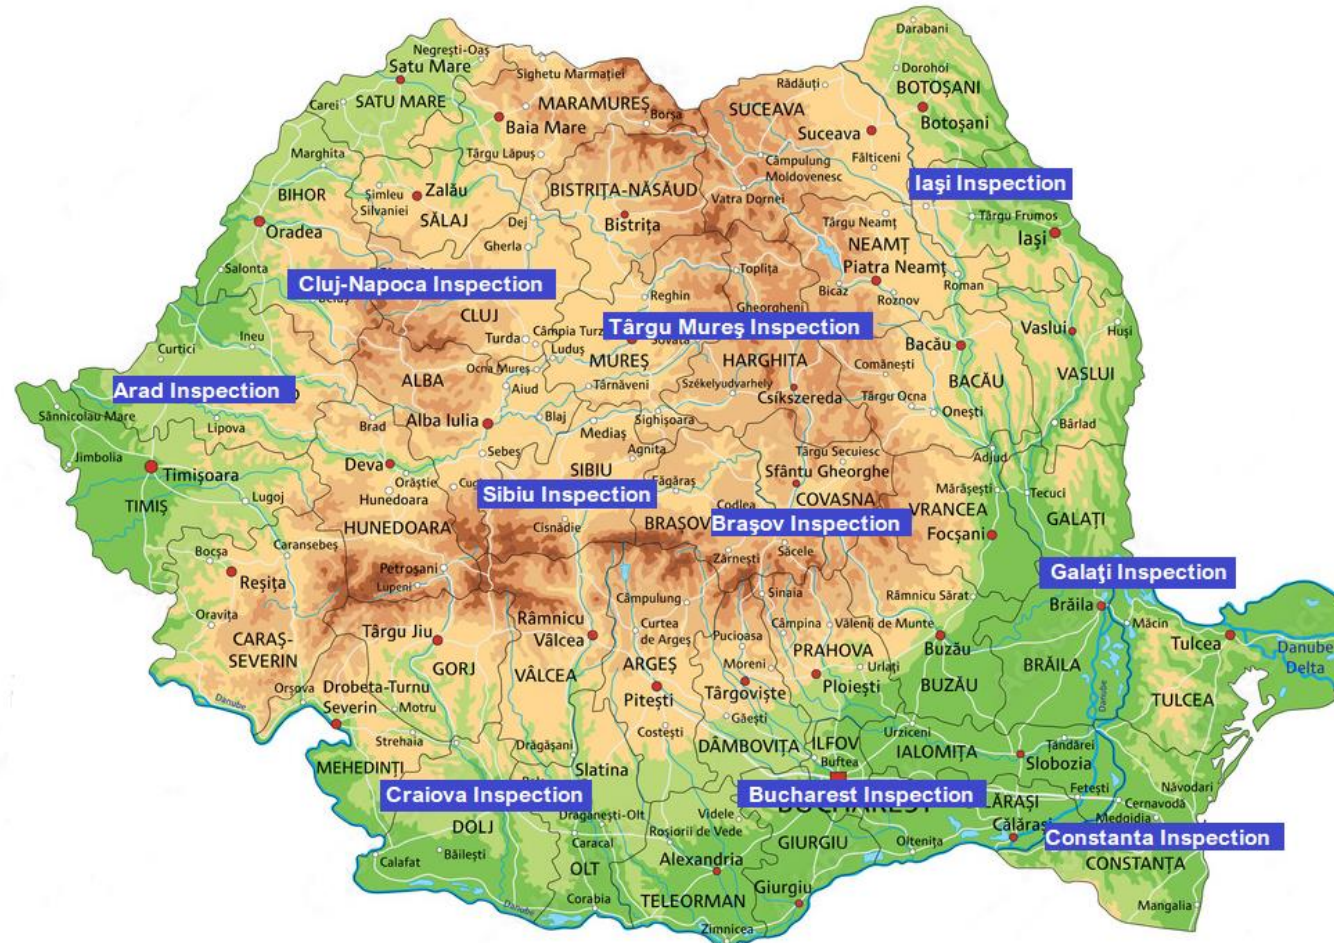 Darabani
Negrești-Oaș
Satu Mare
Sighetu Marmației
Dorohoi
Rădăuți
BOTOȘANI
SATU MARE
Carei
MARAMUREȘ
SUCEAVA
Borșa
Botoșani
Baia Mare
Suceava
Marghita
Târgu Lăpuș
Câmpulung
Moldovenesc
Fălticeni
BIHOR
Șimleu
Silvaniei
Zalău
BISTRIȚA-NĂSĂUD
Vatra Dornei
Iaşi Inspection
SĂLAJ
Dej
Bistrița
Târgu Neamț
Târgu Frumos
Oradea
Gherla
NEAMȚ
Iași
Salonta
Toplița
Piatra Neamț
Cluj-Napoca Inspection
Reghin
Bicaz
Roznov
Roman
Gheorgheni
CLUJ
Târgu Mureş Inspection
Vaslui
Huși
Ineu
Turda
Curtici
Luduș
MUREȘ
HARGHITA
Bacău
Ocna Mureș
Comănești
VASLUI
Arad Inspection
ALBA
Aiud
Târnăveni
Székelyudvarhely
Csíkszereda
BACĂU
Sânnicolau Mare
Lipova
Brad
Alba Iulia
Blaj
Sighișoara
Târgu Ocna
Onești
Mediaș
Bârlad
Jimbolia
Timișoara
Deva
Sebeș
Agnita
Târgu Secuiesc
Adjud
Orăștie
SIBIU
Sfântu Gheorghe
Lugoj
Hunedoara
Sibiu Inspection
Făgăraș
COVASNA
Mărășești
Tecuci
TIMIȘ
Codlea
VRANCEA
HUNEDOARA
Cisnădie
BRAȘOV
Braşov Inspection
Focșani
GALAȚI
Bocșa
Caransebeș
Zărnești
Săcele
Reșița
Petroșani
Lupeni
Galaţi Inspection
Câmpulung
Sinaia
Râmnicu Sărat
Brăila
Oravița
Târgu Jiu
Râmnicu
Vâlcea
Curtea
de Argeș
Pucioasa
Câmpina
Vălenii de Munte
Măcin
CARAȘ-
SEVERIN
Buzău
Tulcea
Danube
Delta
GORJ
VÂLCEA
ARGEȘ
Moreni
PRAHOVA
Urlați
BRĂILA
Orșova
Drobeta-Turnu
Severin
Motru
Pitești
Târgoviște
Ploiești
BUZĂU
Danube
TULCEA
Danube
Găești
Costești
Strehaia
Drăgășani
DÂMBOVIȚA
ILFOV
Urziceni
IALOMIȚA
Țăndărei
Buftea
Slobozia
MEHEDINȚI
Slatina
Fetești
Năvodari
Craiova Inspection
Bucharest Inspection
Cernavodă
Drăganești-Olt
Videle
Medgidia
DOLJ
Roșiorii de Vede
Călărași
Constanta Inspection
Caracal
GIURGIU
Oltenița
Calafat
Băilești
OLT
Alexandria
CONSTANȚA
Giurgiu
TELEORMAN
Corabia
Danube
Mangalia
Zimnicea